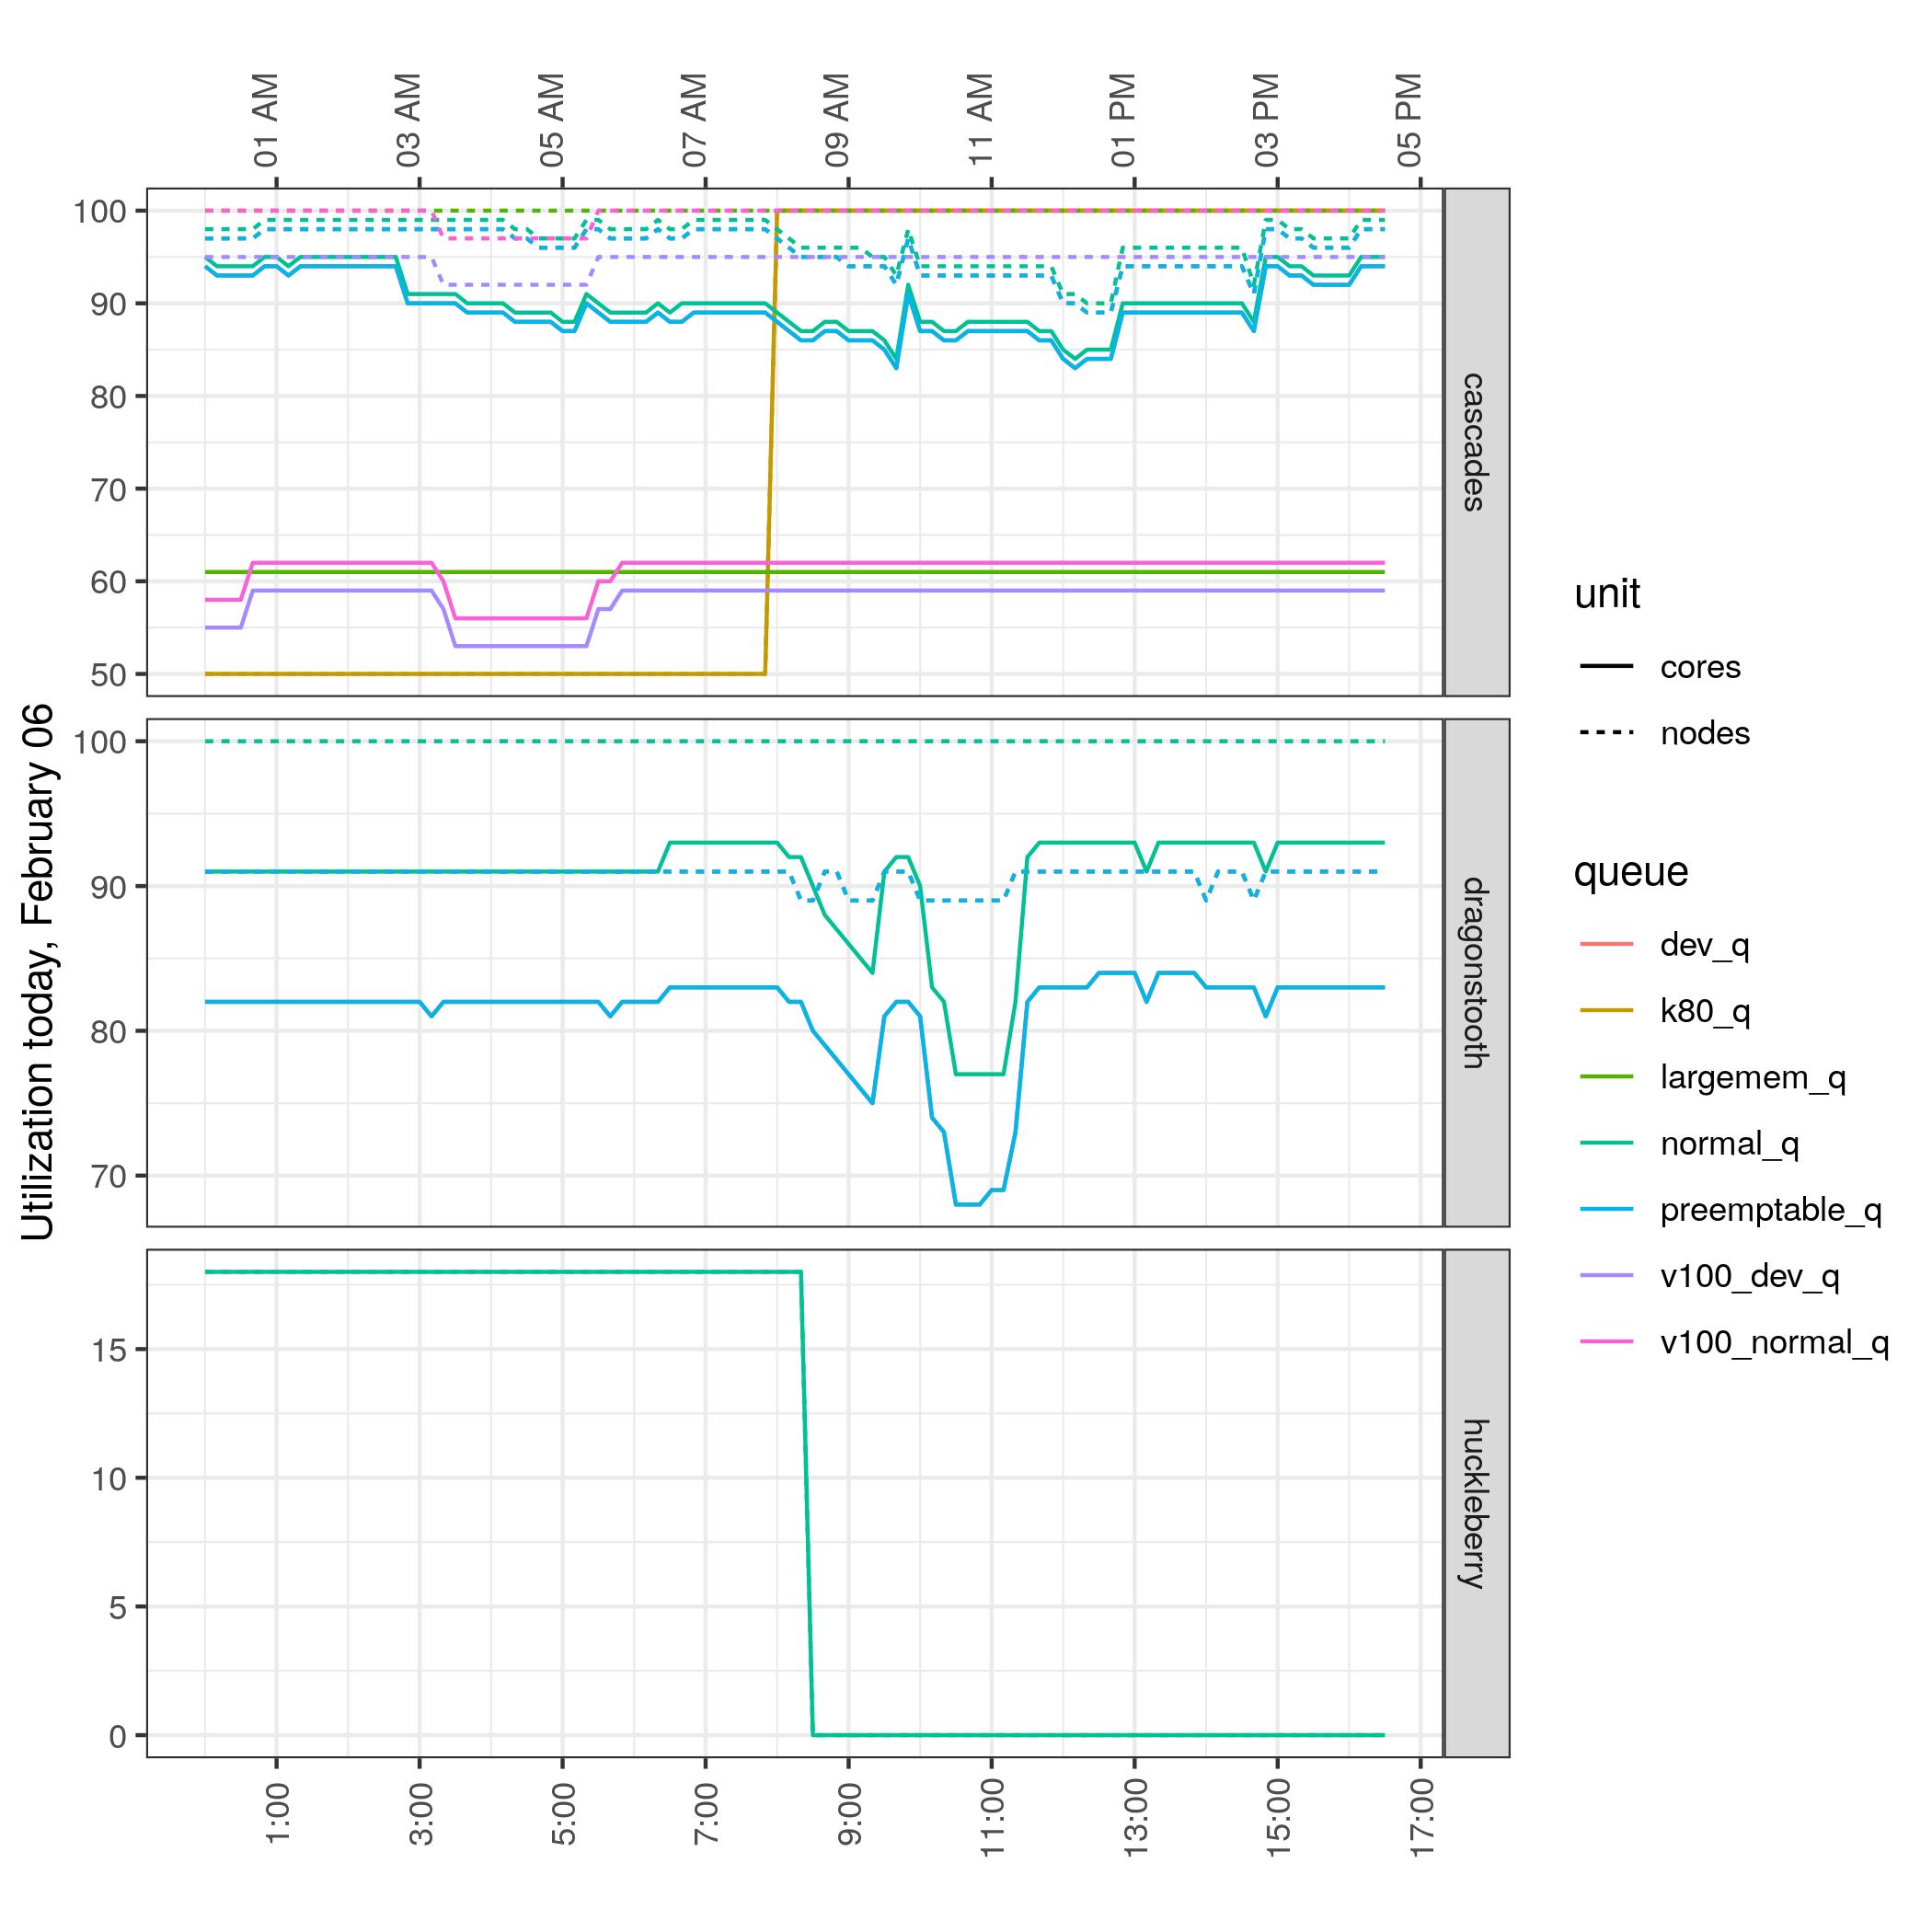 01 AM
03 AM
05 AM
07 AM
09 AM
11 AM
01 PM
03 PM
05 PM
Utilization today, February 06
100
90
80
70
60
50
cascades
100
90
80
70
dragonstooth
15
10
5
0
huckleberry
1:00
3:00
5:00
7:00
9:00
11:00
13:00
15:00
17:00
unit
cores
nodes
queue
dev_q
k80_q
largemem_q
normal_q
preemptable_q
v100_dev_q
v100_normal_q